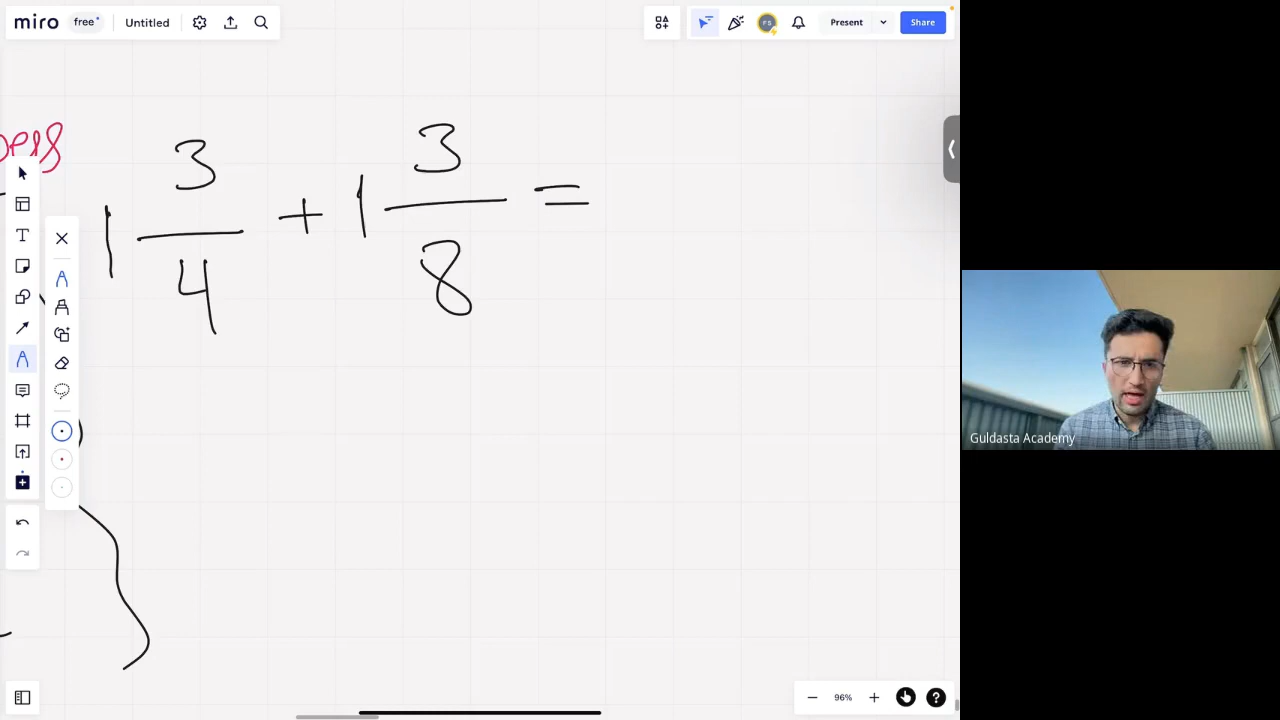 miro free Untitled Present Share
1 3/4 + 1 3/8 =
Guldasta Academy
96%